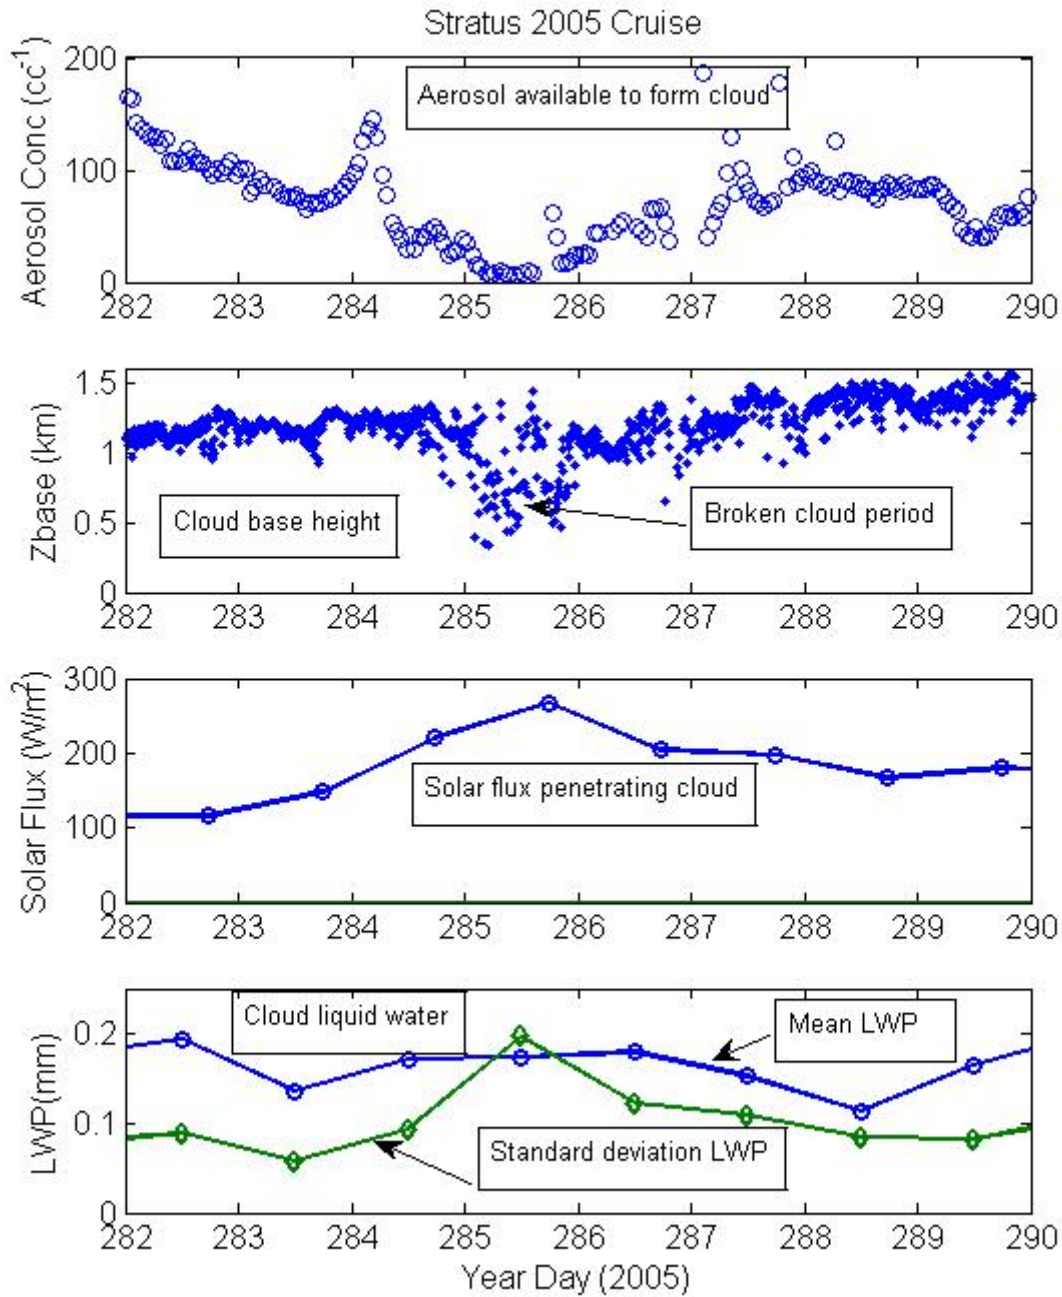 Stratus 2005 Cruise
Aerosol Conc (cc⁻¹)
200
100
0
Aerosol available to form cloud
282 283 284 285 286 287 288 289 290
Zbase (km)
1.5
1
0.5
0
Cloud base height
Broken cloud period
282 283 284 285 286 287 288 289 290
Solar Flux (W/m²)
300
200
100
0
Solar flux penetrating cloud
282 283 284 285 286 287 288 289 290
LWP(mm)
0.2
0.1
0
Cloud liquid water
Mean LWP
Standard deviation LWP
282 283 284 285 286 287 288 289 290
Year Day (2005)